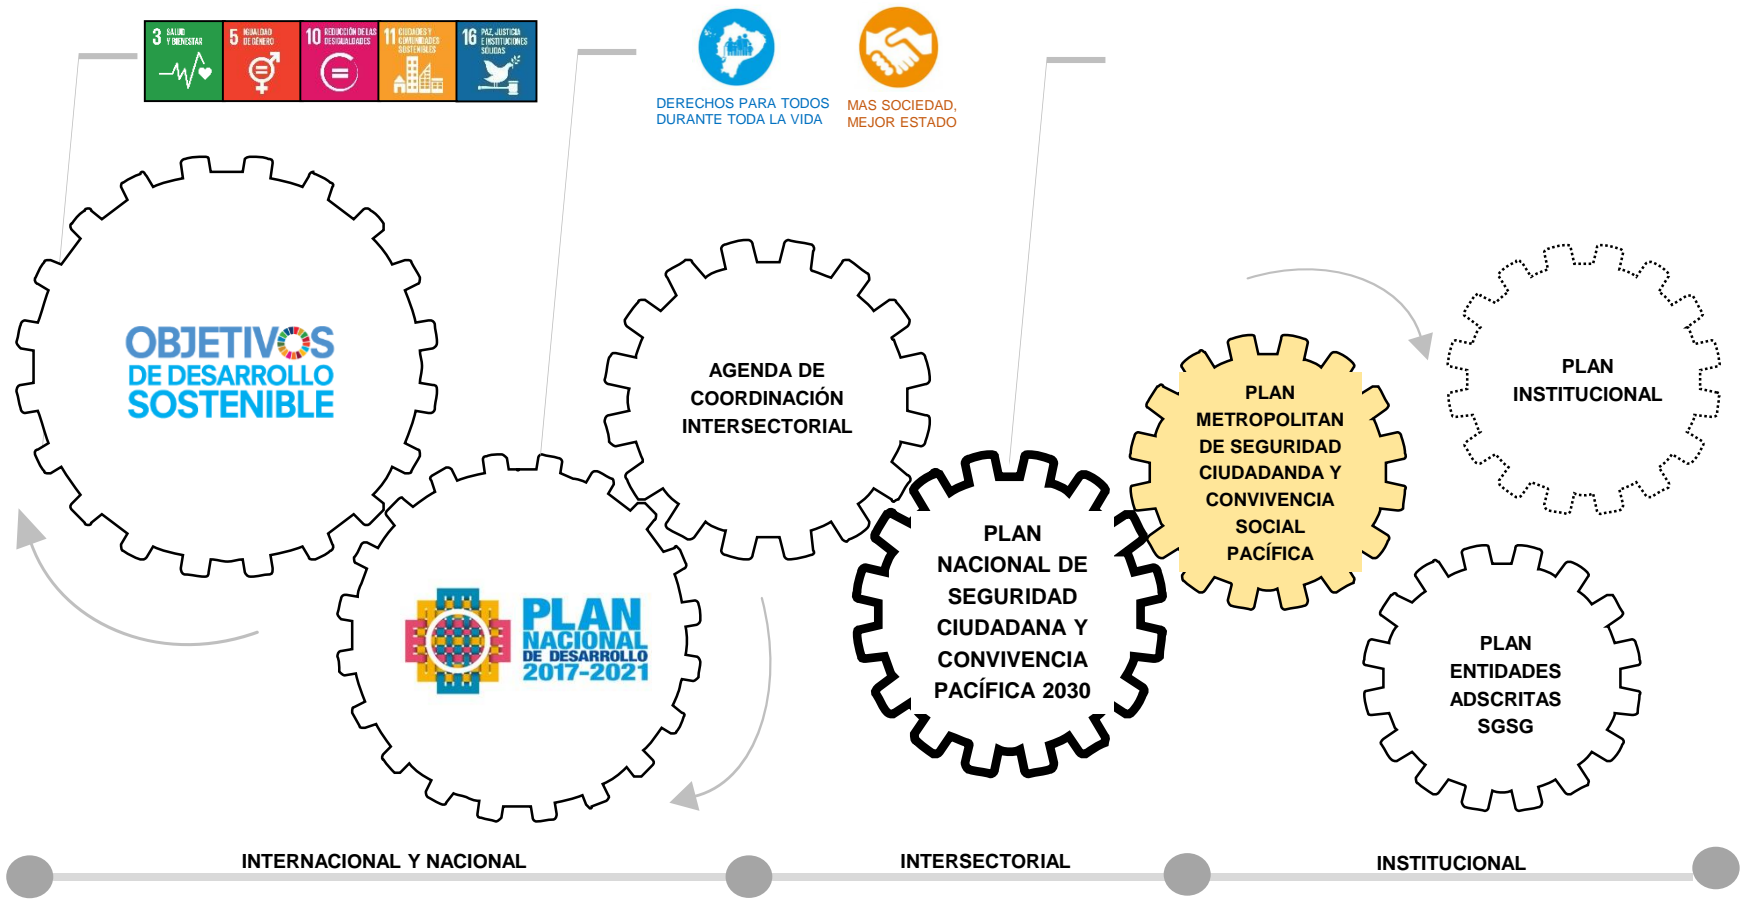 3 SALUD
Y BIENESTAR
5 IGUALDAD
DE GÉNERO
10 REDUCCIÓN DE LAS
DESIGUALDADES
11 CIUDADES Y
COMUNIDADES
SOSTENIBLES
16 PAZ, JUSTICIA
E INSTITUCIONES
SÓLIDAS
DERECHOS PARA TODOS
DURANTE TODA LA VIDA
MAS SOCIEDAD,
MEJOR ESTADO
OBJETIVOS
DE DESARROLLO
SOSTENIBLE
AGENDA DE
COORDINACIÓN
INTERSECTORIAL
PLAN
NACIONAL
DE DESARROLLO
2017-2021
PLAN
NACIONAL DE
SEGURIDAD
CIUDADANA Y
CONVIVENCIA
PACÍFICA 2030
PLAN
METROPOLITAN
DE SEGURIDAD
CIUDADANDA Y
CONVIVENCIA
SOCIAL
PACÍFICA
PLAN
INSTITUCIONAL
PLAN
ENTIDADES
ADSCRITAS
SGSG
INTERNACIONAL Y NACIONAL
INTERSECTORIAL
INSTITUCIONAL